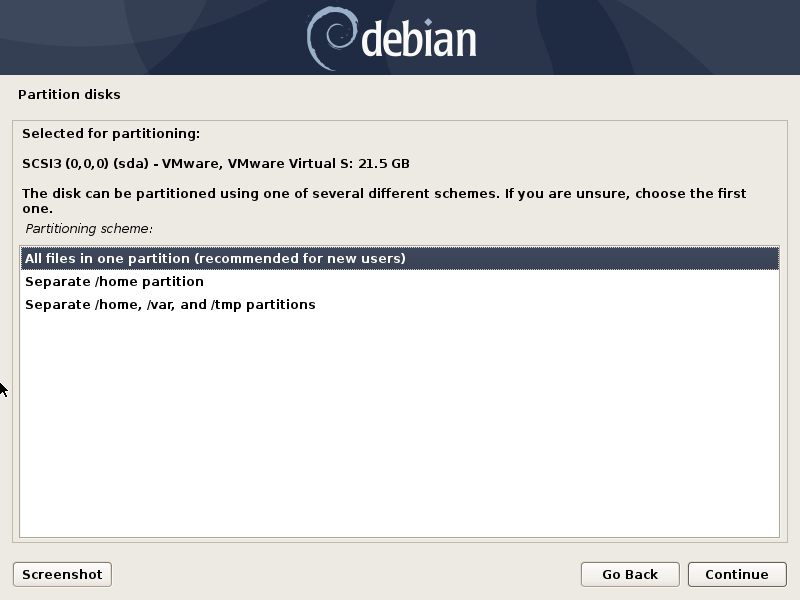 debian
Partition disks
Selected for partitioning:
SCSI3 (0,0,0) (sda) - VMware, VMware Virtual S: 21.5 GB
The disk can be partitioned using one of several different schemes. If you are unsure, choose the first
one.
Partitioning scheme:
All files in one partition (recommended for new users)
Separate /home partition
Separate /home, /var, and /tmp partitions
Screenshot
Go Back
Continue